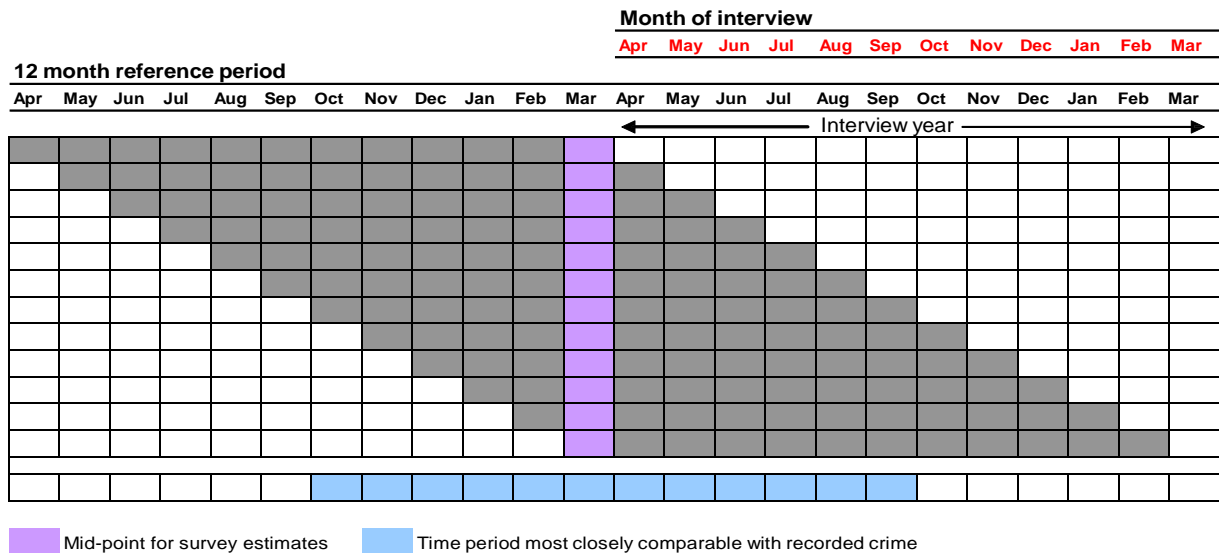 Month of interview
Apr May Jun Jul Aug Sep Oct Nov Dec Jan Feb Mar
12 month reference period
Apr May Jun Jul Aug Sep Oct Nov Dec Jan Feb Mar Apr May Jun Jul Aug Sep Oct Nov Dec Jan Feb Mar
Interview year
Mid-point for survey estimates Time period most closely comparable with recorded crime